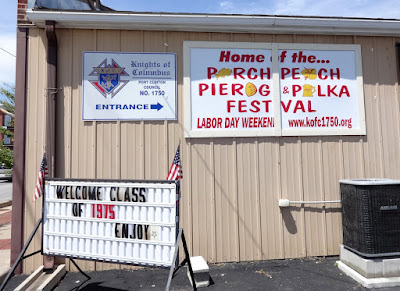 Knights of
Columbus
PORT CLINTON
COUNCIL
NO. 1750
ENTRANCE
Home of the...
PORCH PEACH
PIEROGI & POLKA
FESTIVAL
LABOR DAY WEEKEND
www.kofc1750.org
WELCOME CLASS
OF 1975
ENJOY